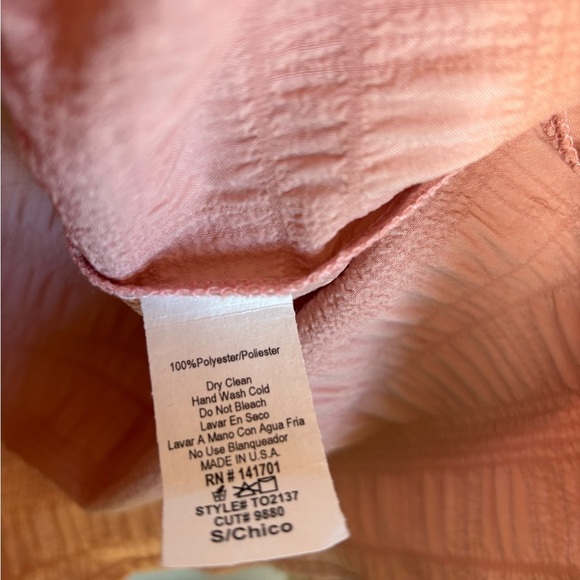 100%Polyester/Poliester
Dry Clean
Hand Wash Cold
Do Not Bleach
Lavar En Seco
Lavar A Mano Con Agua Fria
No Use Blanqueador
MADE IN U.S.A.
RN # 141701
STYLE# TO2137
CUT# 9880
S/Chico